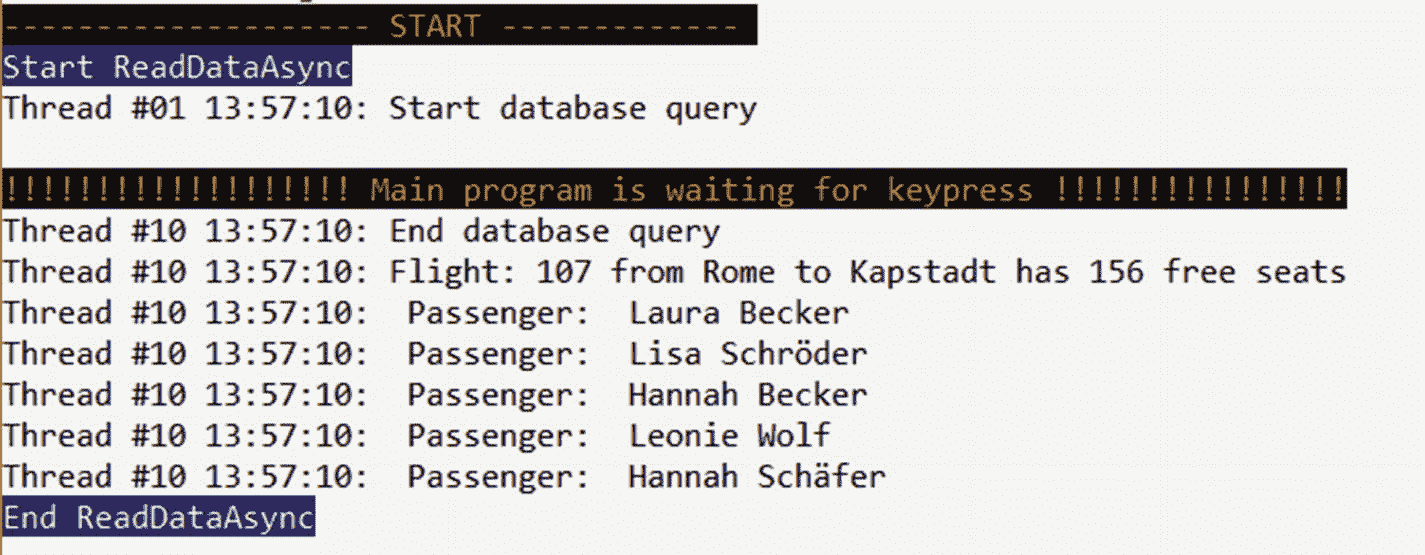 -------------------- START -------------
Start ReadDataAsync
Thread #01 13:57:10: Start database query
!!!!!!!!!!!!!!!!!!! Main program is waiting for keypress !!!!!!!!!!!!!!!!
Thread #10 13:57:10: End database query
Thread #10 13:57:10: Flight: 107 from Rome to Kapstadt has 156 free seats
Thread #10 13:57:10:  Passenger:  Laura Becker
Thread #10 13:57:10:  Passenger:  Lisa Schröder
Thread #10 13:57:10:  Passenger:  Hannah Becker
Thread #10 13:57:10:  Passenger:  Leonie Wolf
Thread #10 13:57:10:  Passenger:  Hannah Schäfer
End ReadDataAsync